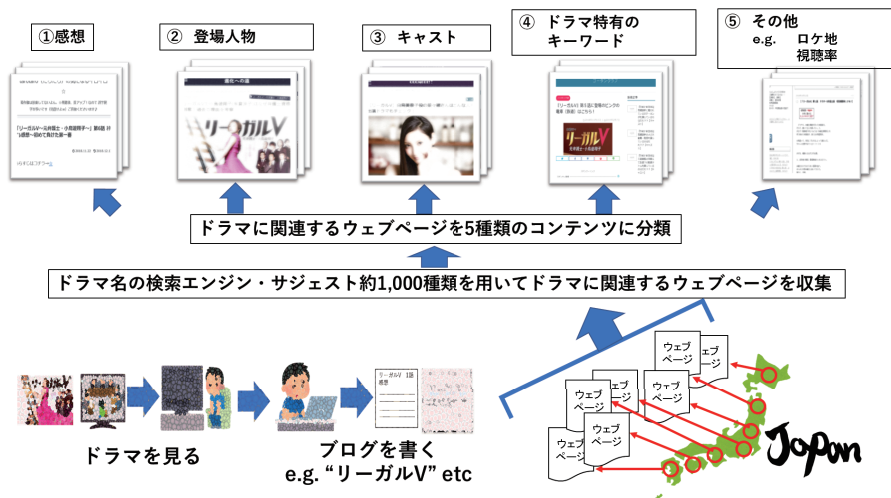 ①感想
② 登場人物
③ キャスト
④ ドラマ特有の
キーワード
⑤ その他
e.g. ロケ地
視聴率
リーガルV
リーガルV
ドラマに関連するウェブページを5種類のコンテンツに分類
ドラマ名の検索エンジン・サジェスト約1,000種類を用いてドラマに関連するウェブページを収集
リーガルV 1話
感想
ウェブ
ページ
ウェブ
ページ
ウェブ
ページ
ウェブ
ページ
ウェブ
ページ
ウェブ
ページ
ウェブ
ページ
Japan
ドラマを見る
ブログを書く
e.g. “リーガルV” etc